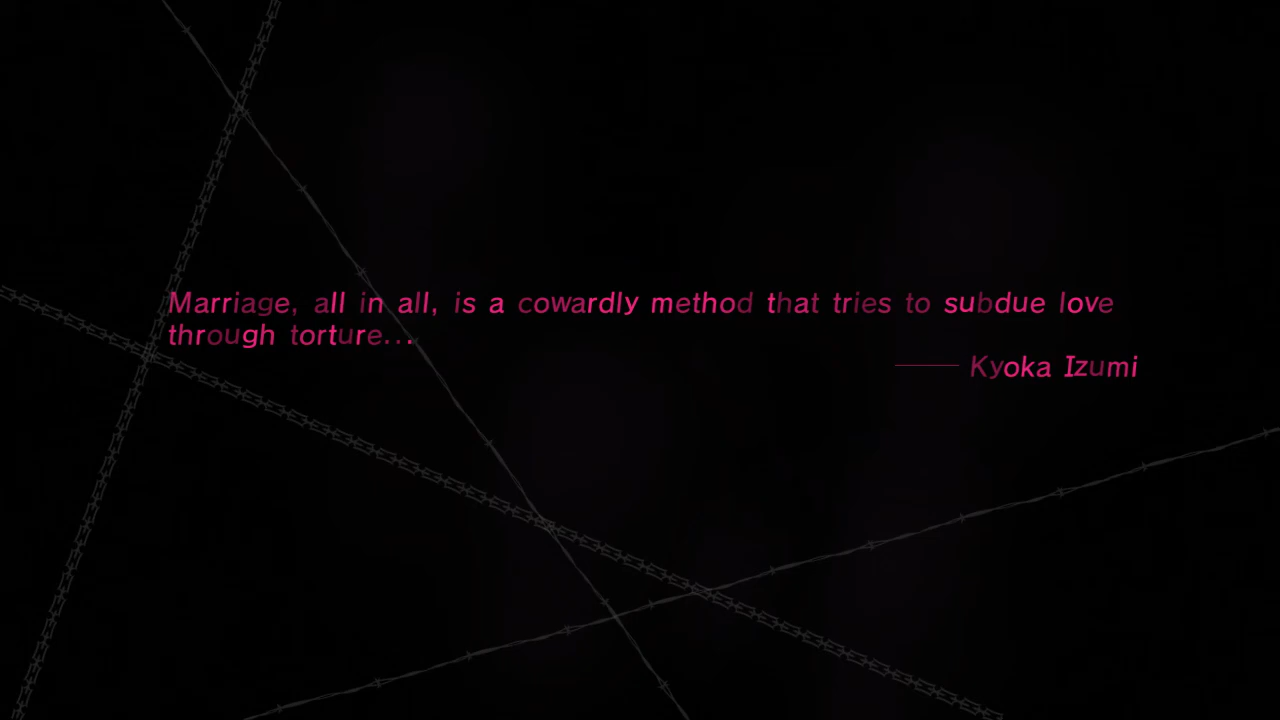 Marriage, all in all, is a cowardly method that tries to subdue love
through torture...
—— Kyoka Izumi